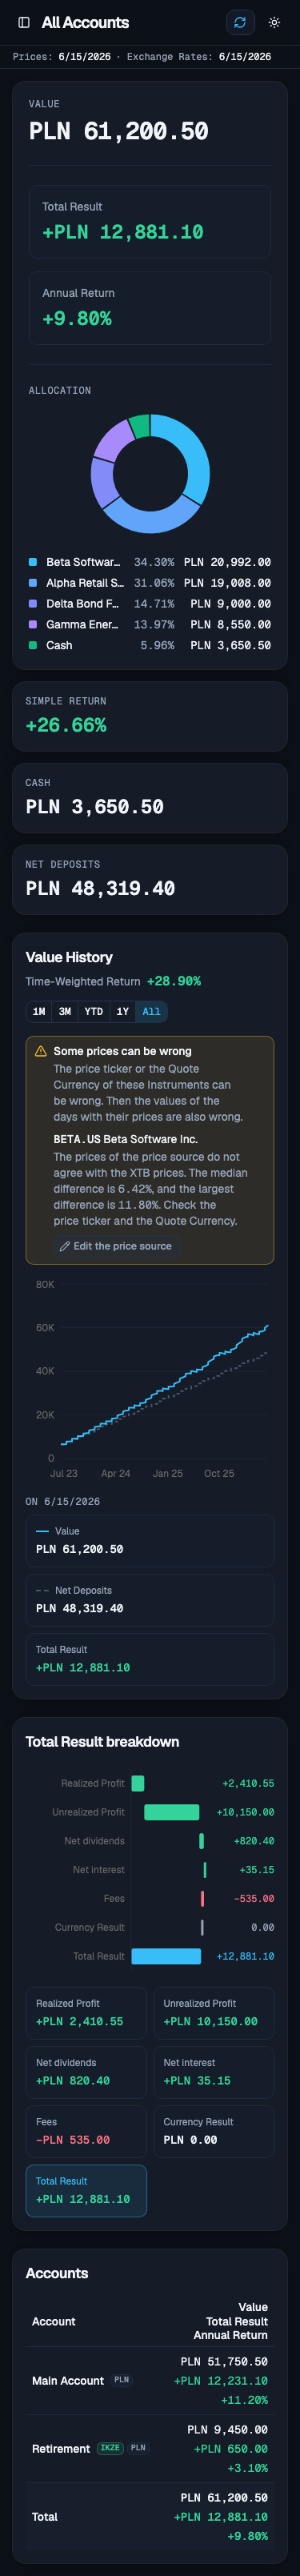 All Accounts
Prices: 6/15/2026 · Exchange Rates: 6/15/2026
VALUE
PLN 61,200.50
Total Result
+PLN 12,881.10
Annual Return
+9.80%
ALLOCATION
Beta Softwar... 34.30% PLN 20,992.00
Alpha Retail S... 31.06% PLN 19,008.00
Delta Bond F... 14.71% PLN 9,000.00
Gamma Ener... 13.97% PLN 8,550.00
Cash 5.96% PLN 3,650.50
SIMPLE RETURN
+26.66%
CASH
PLN 3,650.50
NET DEPOSITS
PLN 48,319.40
Value History
Time-Weighted Return +28.90%
1M 3M YTD 1Y All
Some prices can be wrong
The price ticker or the Quote
Currency of these Instruments can
be wrong. Then the values of the
days with their prices are also wrong.
BETA.US Beta Software Inc.
The prices of the price source do not
agree with the XTB prices. The median
difference is 6.42%, and the largest
difference is 11.80%. Check the
price ticker and the Quote Currency.
Edit the price source
80K
60K
40K
20K
0
Jul 23 Apr 24 Jan 25 Oct 25
ON 6/15/2026
Value
PLN 61,200.50
Net Deposits
PLN 48,319.40
Total Result
+PLN 12,881.10
Total Result breakdown
Realized Profit +2,410.55
Unrealized Profit +10,150.00
Net dividends +820.40
Net interest +35.15
Fees −535.00
Currency Result 0.00
Total Result +12,881.10
Realized Profit
+PLN 2,410.55
Unrealized Profit
+PLN 10,150.00
Net dividends
+PLN 820.40
Net interest
+PLN 35.15
Fees
−PLN 535.00
Currency Result
PLN 0.00
Total Result
+PLN 12,881.10
Accounts
Account
Value
Total Result
Annual Return
Main Account PLN
PLN 51,750.50
+PLN 12,231.10
+11.20%
Retirement IKZE PLN
PLN 9,450.00
+PLN 650.00
+3.10%
Total
PLN 61,200.50
+PLN 12,881.10
+9.80%